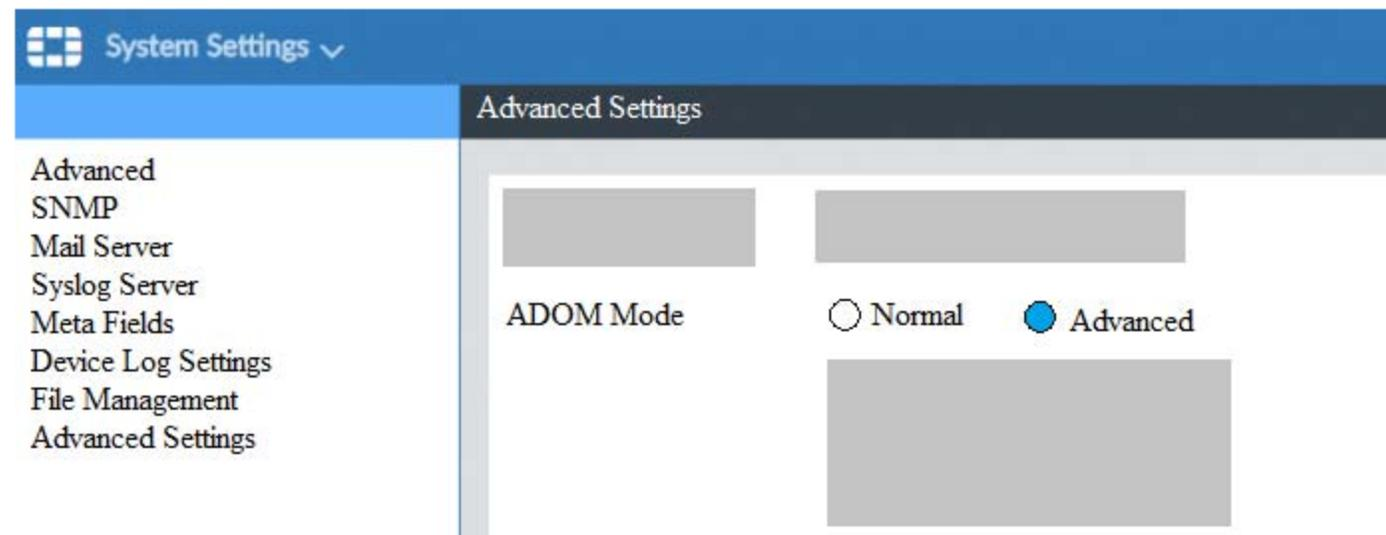 System Settings
Advanced Settings
Advanced
SNMP
Mail Server
Syslog Server
Meta Fields
Device Log Settings
File Management
Advanced Settings
ADOM Mode Normal Advanced